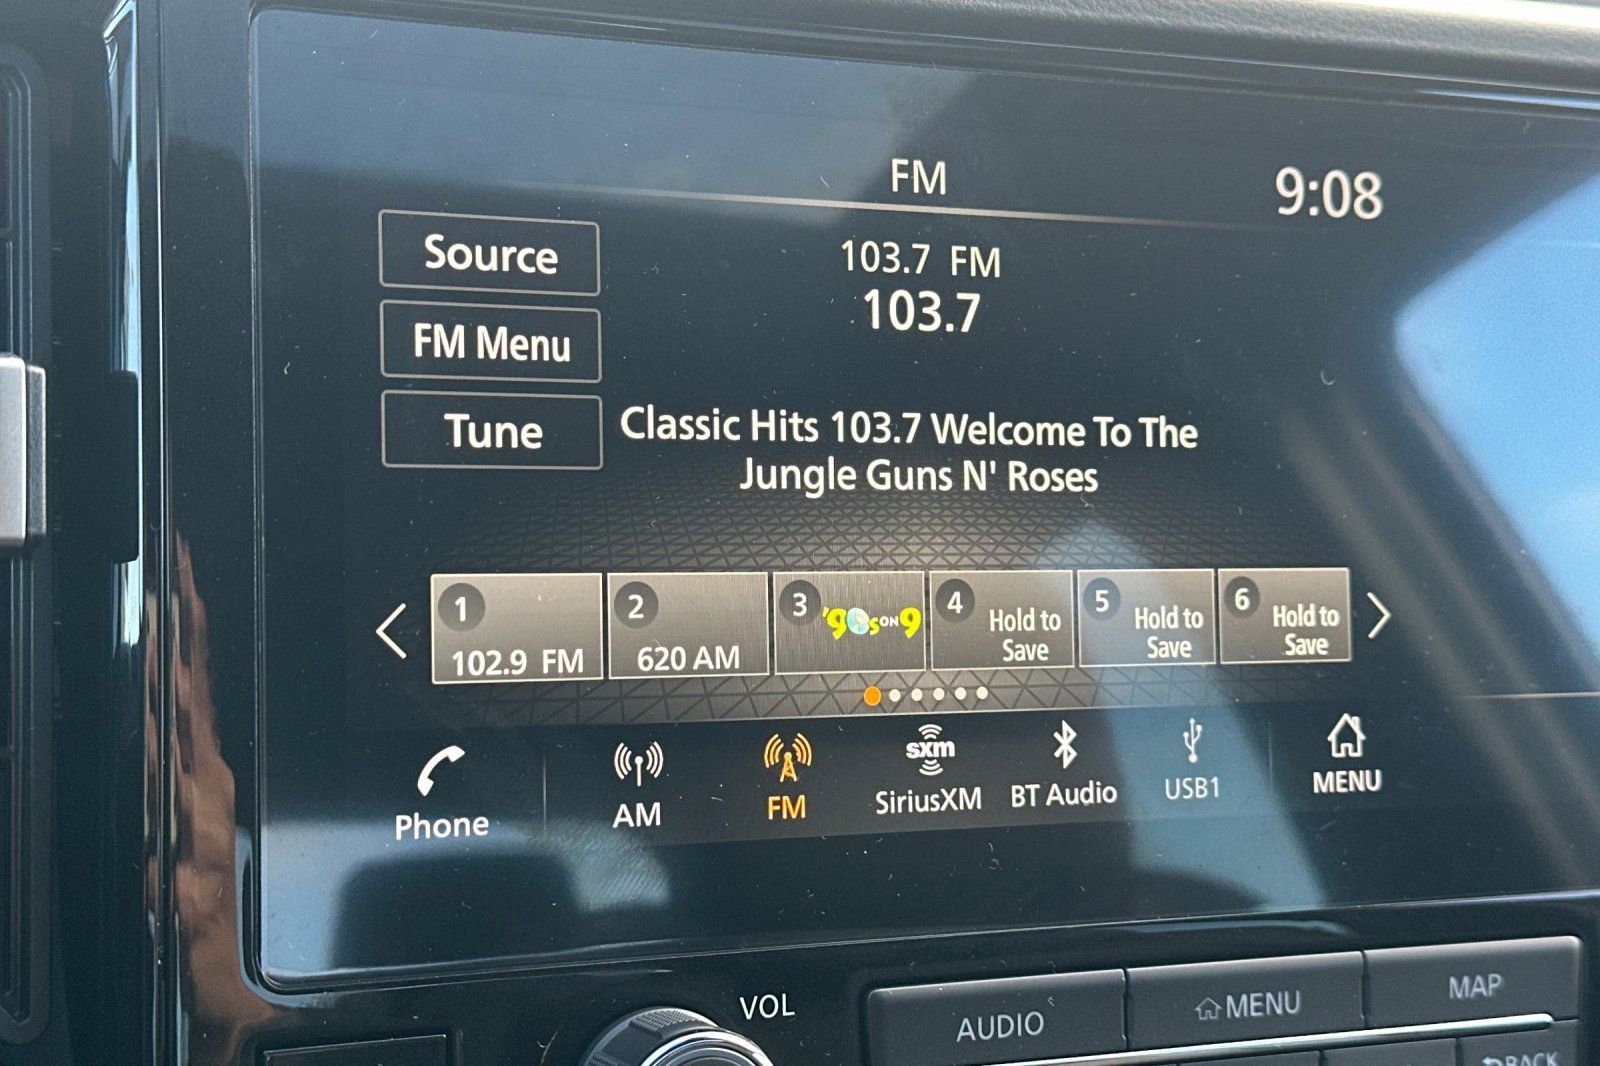 FM
9:08
Source
103.7 FM
103.7
FM Menu
Tune
Classic Hits 103.7 Welcome To The
Jungle Guns N' Roses
1
102.9 FM
2
620 AM
3
'90s ON 9
4
Hold to
Save
5
Hold to
Save
6
Hold to
Save
Phone
AM
FM
sxm
SiriusXM
BT Audio
USB1
MENU
VOL
AUDIO
MENU
MAP
BACK